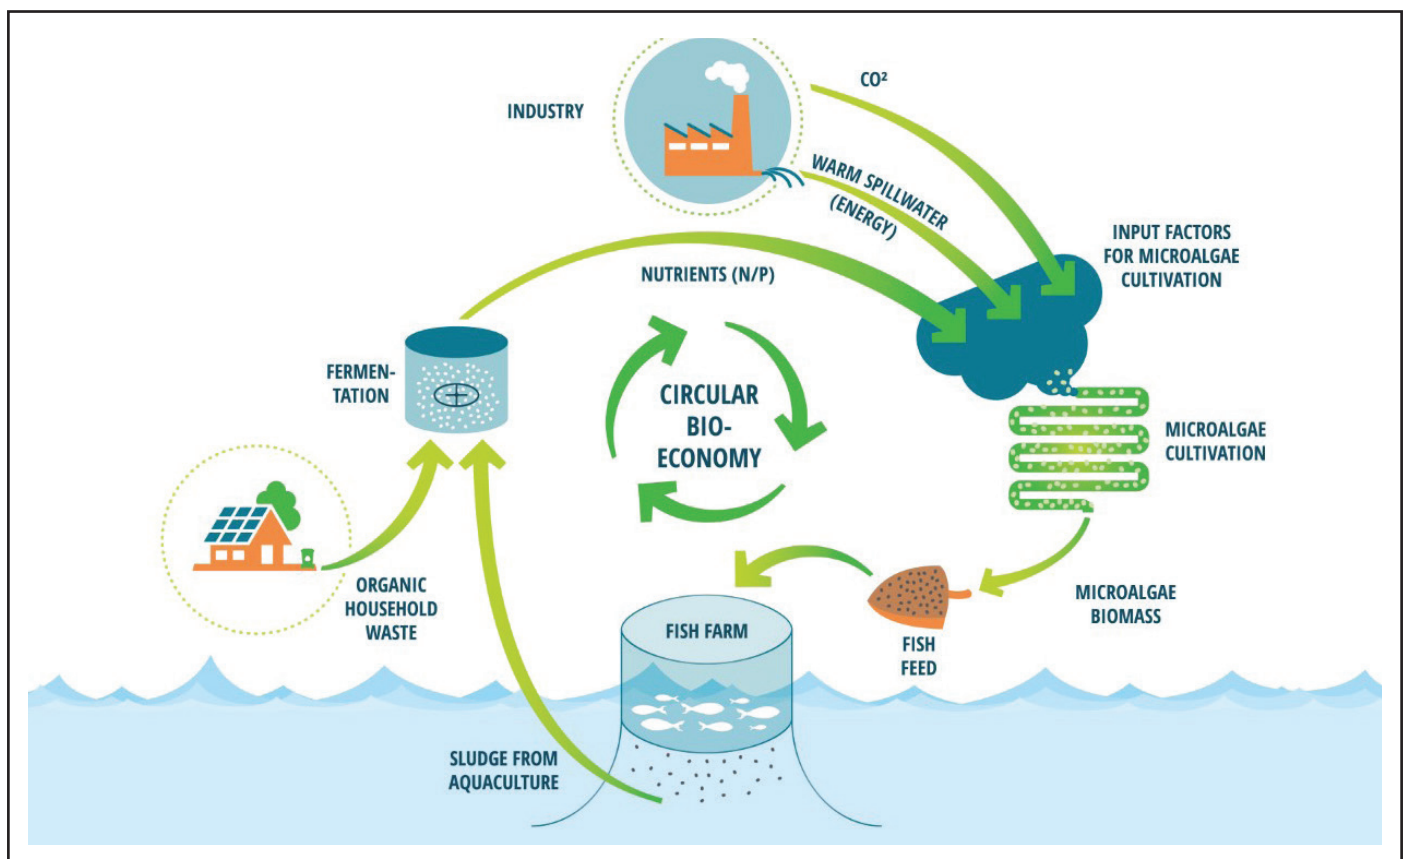 CO²
INDUSTRY
WARM SPILLWATER
(ENERGY)
INPUT FACTORS
FOR MICROALGAE
CULTIVATION
NUTRIENTS (N/P)
FERMEN-
TATION
CIRCULAR
BIO-
ECONOMY
MICROALGAE
CULTIVATION
ORGANIC
HOUSEHOLD
WASTE
MICROALGAE
BIOMASS
FISH FARM
FISH
FEED
SLUDGE FROM
AQUACULTURE